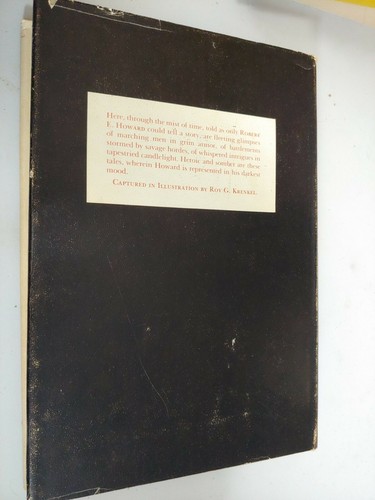 Here, through the mist of time, told as only ROBERT
E. HOWARD could tell a story, are fleeting glimpses
of marching men in grim armor, of battlements
stormed by savage hordes, of whispered intrigues in
tapestried candlelight. Heroic and somber are these
tales, wherein Howard is represented in his darkest
mood.
CAPTURED IN ILLUSTRATION BY ROY G. KRENKEL.